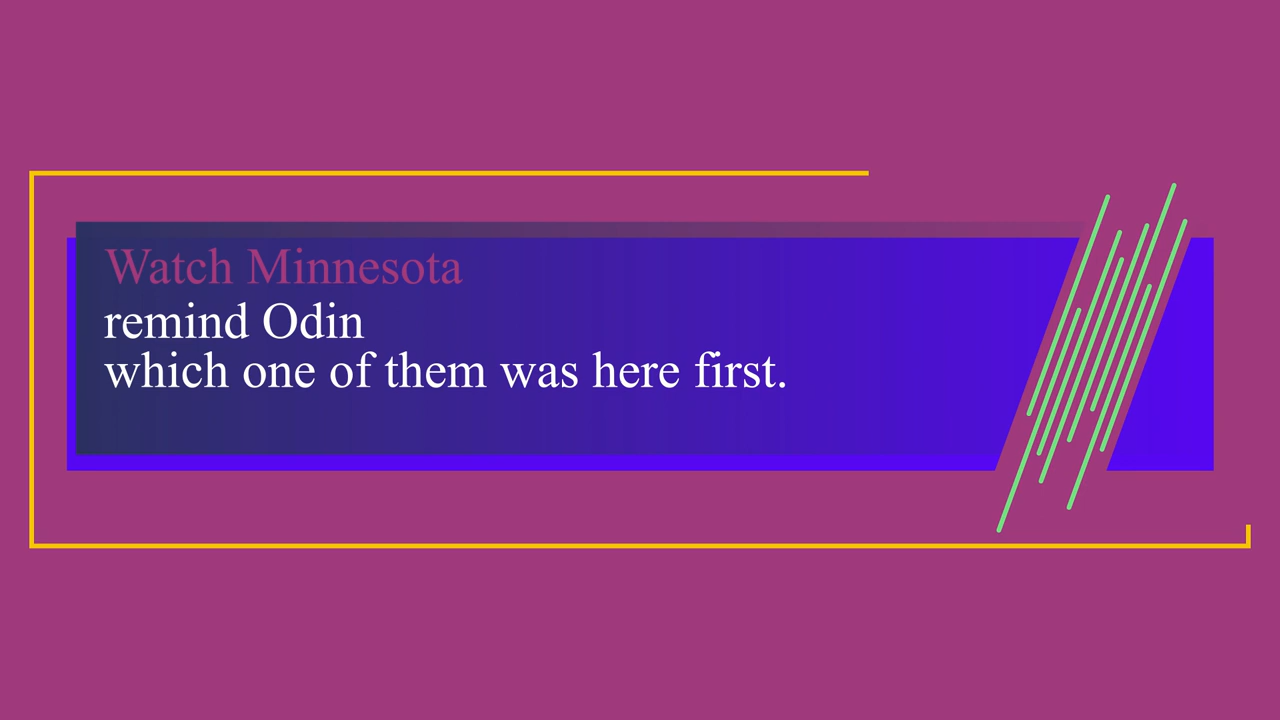 Watch Minnesota
remind Odin
which one of them was here first.